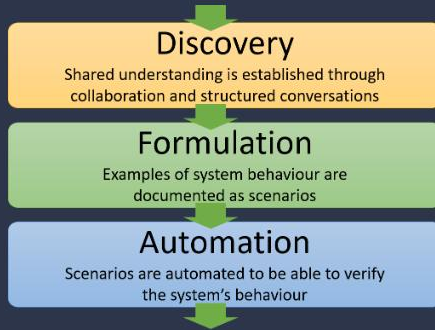 Discovery
Shared understanding is established through
collaboration and structured conversations
Formulation
Examples of system behaviour are
documented as scenarios
Automation
Scenarios are automated to be able to verify
the system's behaviour